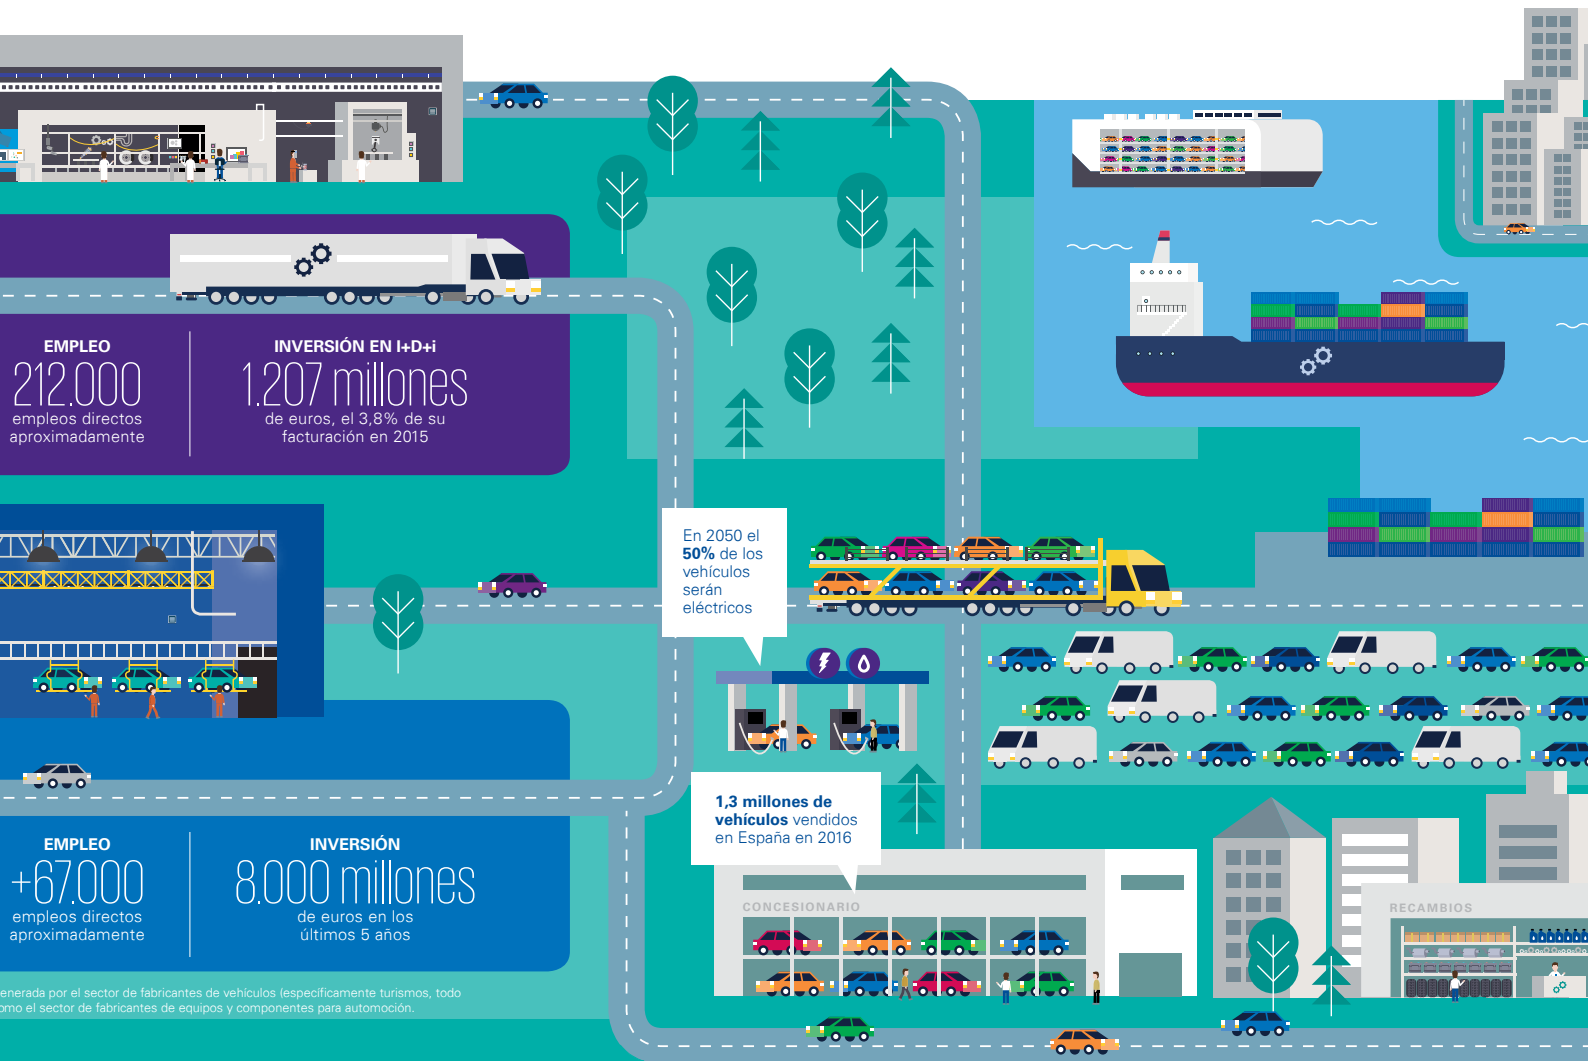 EMPLEO
212.000
empleos directos
aproximadamente
INVERSIÓN EN I+D+i
1.207 millones
de euros, el 3,8% de su
facturación en 2015
En 2050 el
50% de los
vehículos
serán
eléctricos
1,3 millones de
vehículos vendidos
en España en 2016
EMPLEO
+67.000
empleos directos
aproximadamente
INVERSIÓN
8.000 millones
de euros en los
últimos 5 años
CONCESIONARIO
RECAMBIOS
enerada por el sector de fabricantes de vehículos (específicamente turismos, todo
omo el sector de fabricantes de equipos y componentes para automoción.